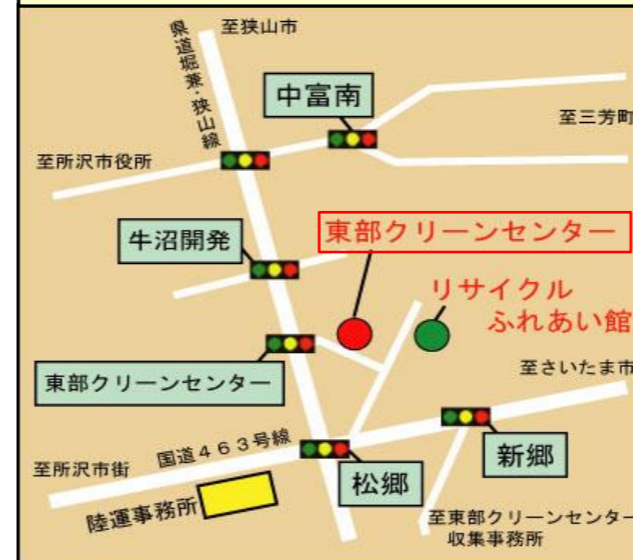 至狭山市
県道堀兼・狭山線
中富南
至三芳町
至所沢市役所
牛沼開発
東部クリーンセンター
リサイクル
ふれあい館
至さいたま市
東部クリーンセンター
国道463号線
新郷
至所沢市街
松郷
陸運事務所
至東部クリーンセンター
収集事務所